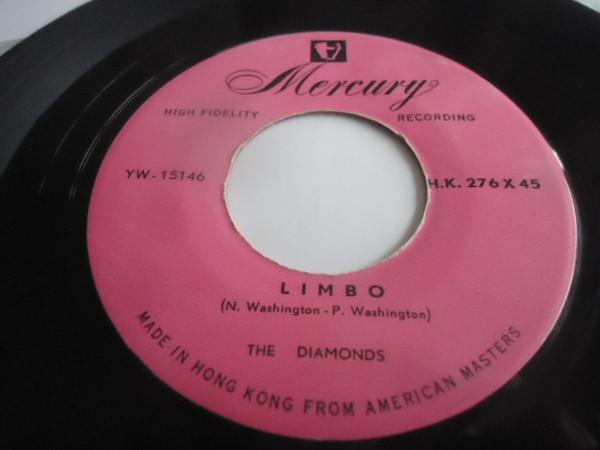 Mercury
HIGH FIDELITY RECORDING
YW-15146 H.K. 276 X 45
LIMBO
(N. Washington - P. Washington)
THE DIAMONDS
MADE IN HONG KONG FROM AMERICAN MASTERS